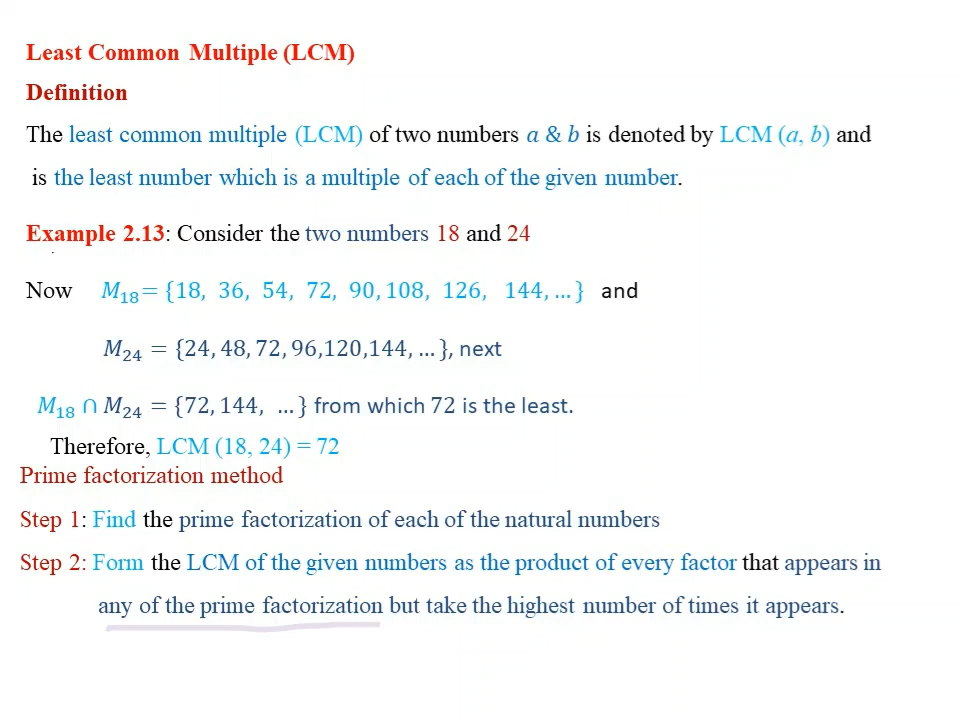 Least Common Multiple (LCM)
Definition
The least common multiple (LCM) of two numbers a & b is denoted by LCM (a, b) and
is the least number which is a multiple of each of the given number.
Example 2.13: Consider the two numbers 18 and 24
Now M₁₈= {18, 36, 54, 72, 90, 108, 126, 144, ... } and
M₂₄ = {24, 48, 72, 96,120,144, ... }, next
M₁₈ ∩ M₂₄ = {72, 144, ... } from which 72 is the least.
Therefore, LCM (18, 24) = 72
Prime factorization method
Step 1: Find the prime factorization of each of the natural numbers
Step 2: Form the LCM of the given numbers as the product of every factor that appears in
any of the prime factorization but take the highest number of times it appears.